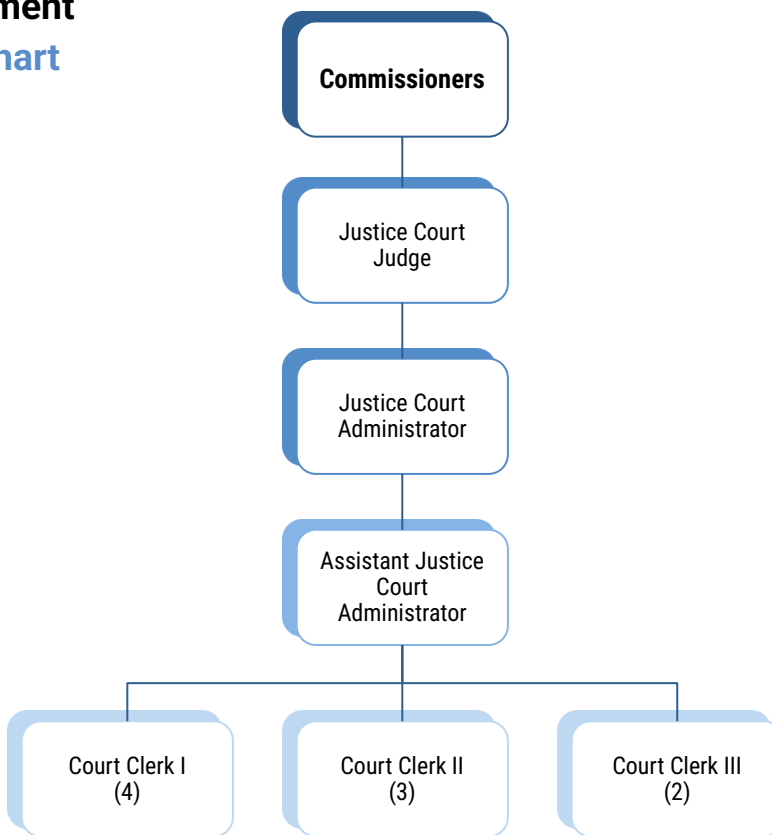 ment
hart
Commissioners
Justice Court
Judge
Justice Court
Administrator
Assistant Justice
Court
Administrator
Court Clerk I
(4)
Court Clerk II
(3)
Court Clerk III
(2)